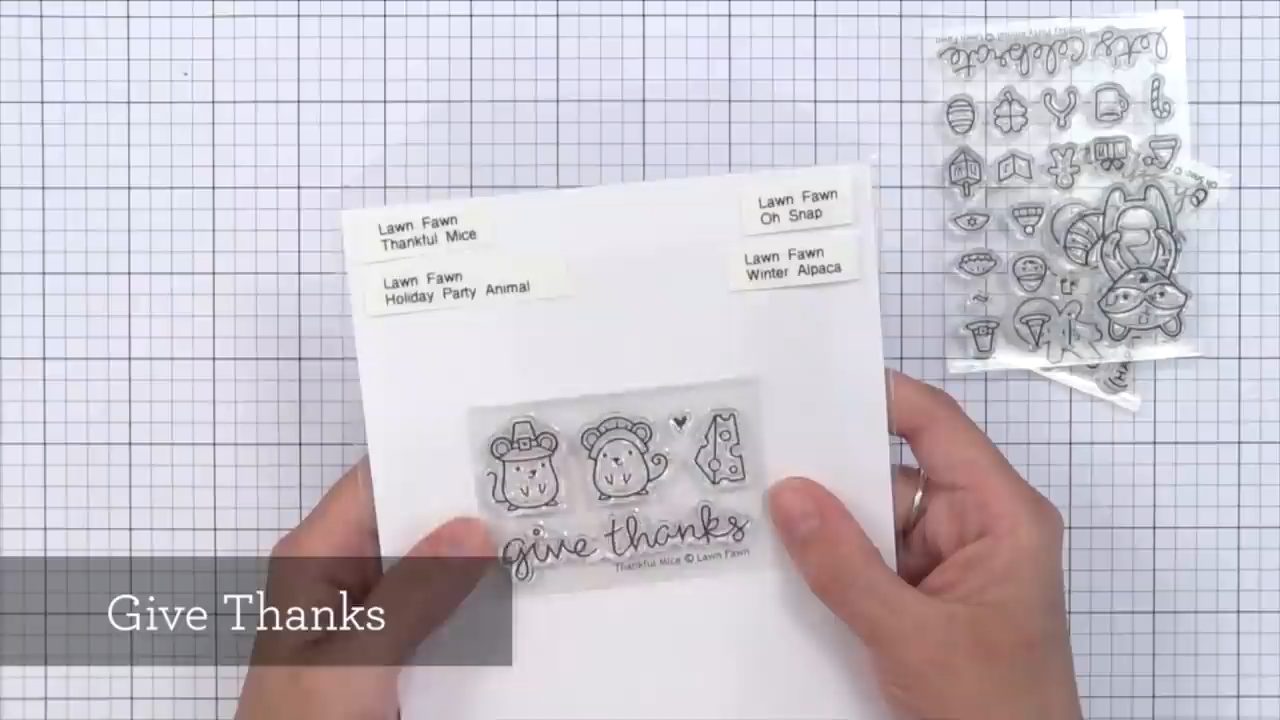 let's celebrate
Lawn Fawn
Thankful Mice
Lawn Fawn
Holiday Party Animal
Lawn Fawn
Oh Snap
Lawn Fawn
Winter Alpaca
give thanks
Thankful Mice © Lawn Fawn
Give Thanks